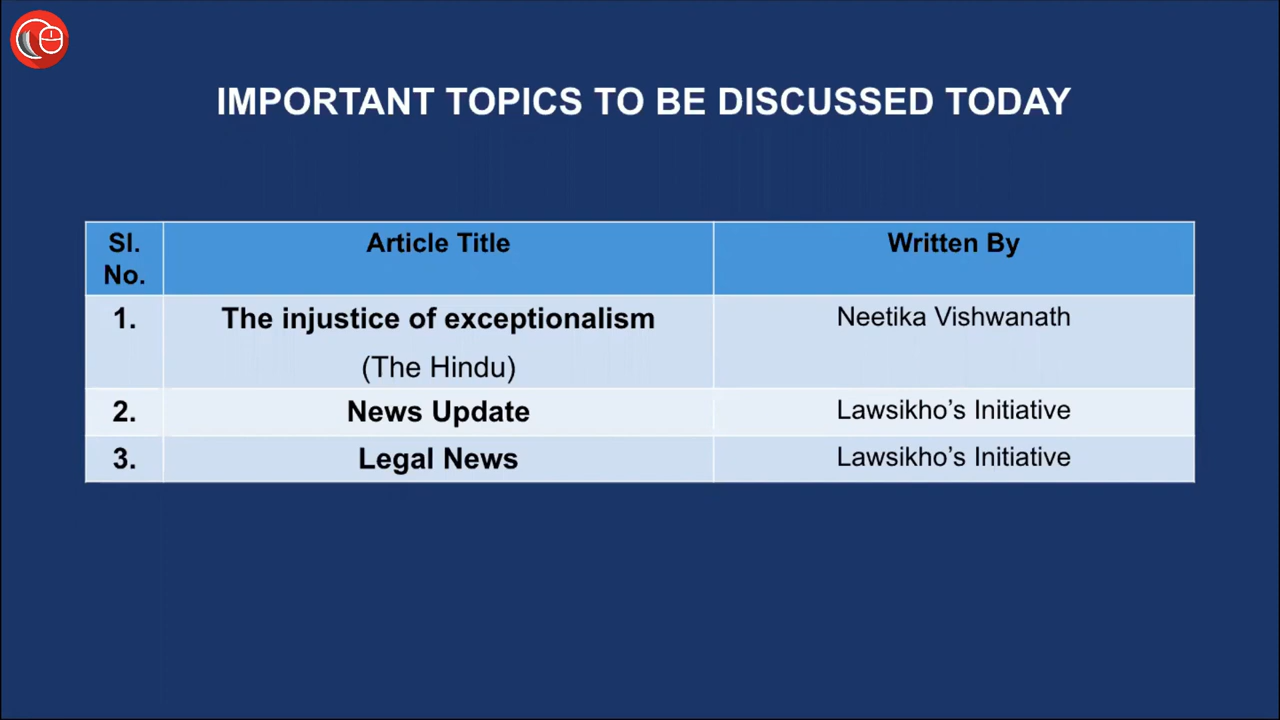 IMPORTANT TOPICS TO BE DISCUSSED TODAY
Sl. No. Article Title Written By
1. The injustice of exceptionalism Neetika Vishwanath
(The Hindu)
2. News Update Lawsikho’s Initiative
3. Legal News Lawsikho’s Initiative